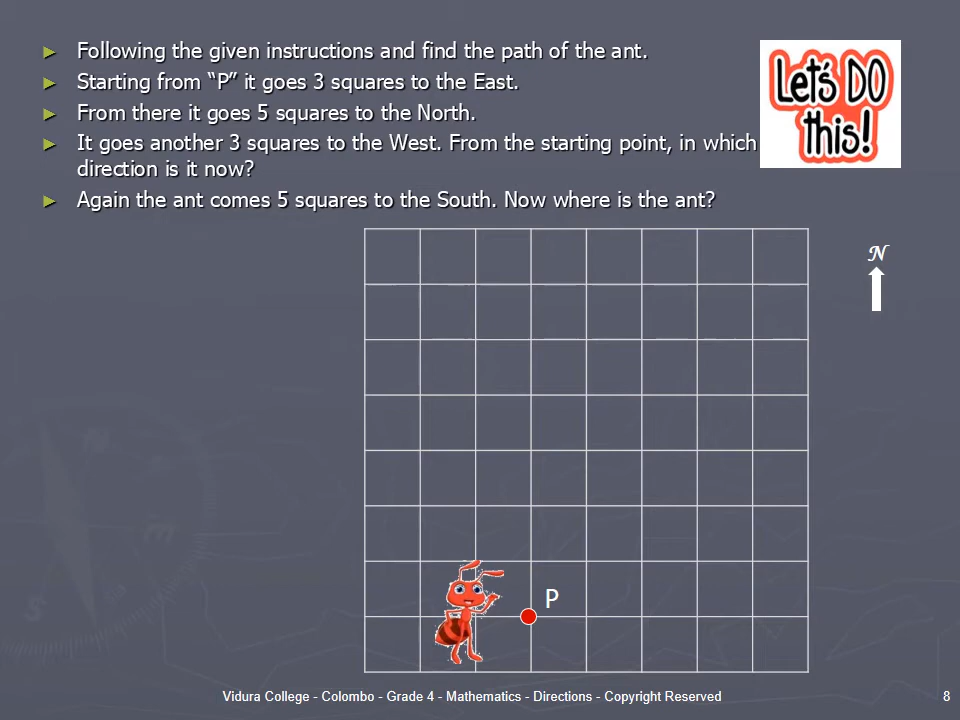 ► Following the given instructions and find the path of the ant.
► Starting from “P” it goes 3 squares to the East.
► From there it goes 5 squares to the North.
► It goes another 3 squares to the West. From the starting point, in which
direction is it now?
► Again the ant comes 5 squares to the South. Now where is the ant?
Let's DO
this!
N
P
E
S
Vidura College - Colombo - Grade 4 - Mathematics - Directions - Copyright Reserved
8